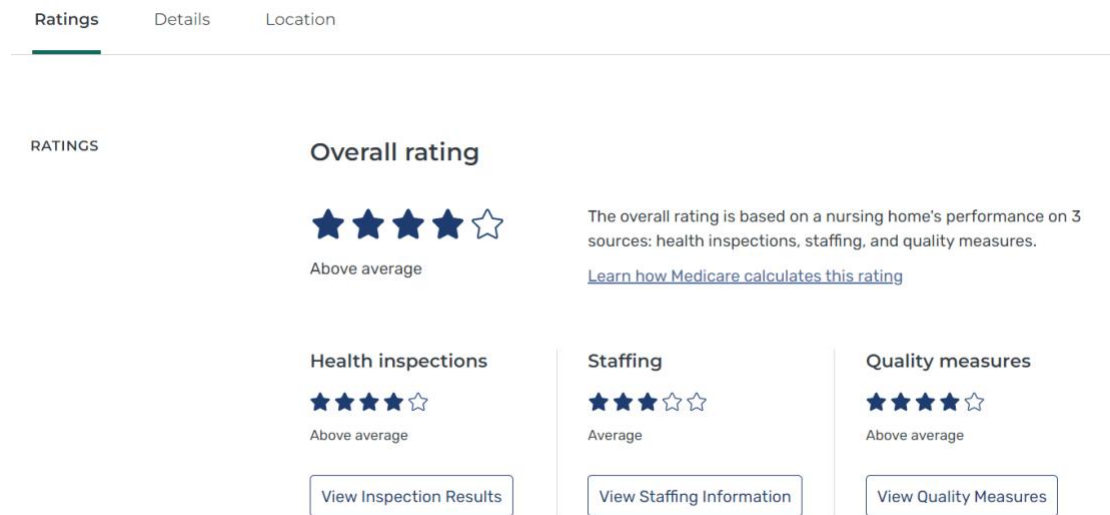 Ratings Details Location
RATINGS
Overall rating
Above average
The overall rating is based on a nursing home's performance on 3
sources: health inspections, staffing, and quality measures.
Learn how Medicare calculates this rating
Health inspections
Above average
View Inspection Results
Staffing
Average
View Staffing Information
Quality measures
Above average
View Quality Measures